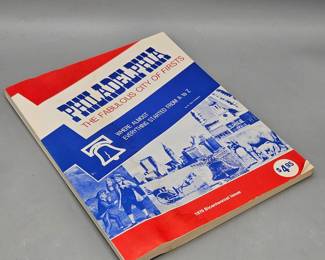 PHILADELPHIA
THE FABULOUS CITY OF FIRSTS
WHERE ALMOST
EVERYTHING STARTED FROM A to Z
$4.95
1976 Bicentennial Issue